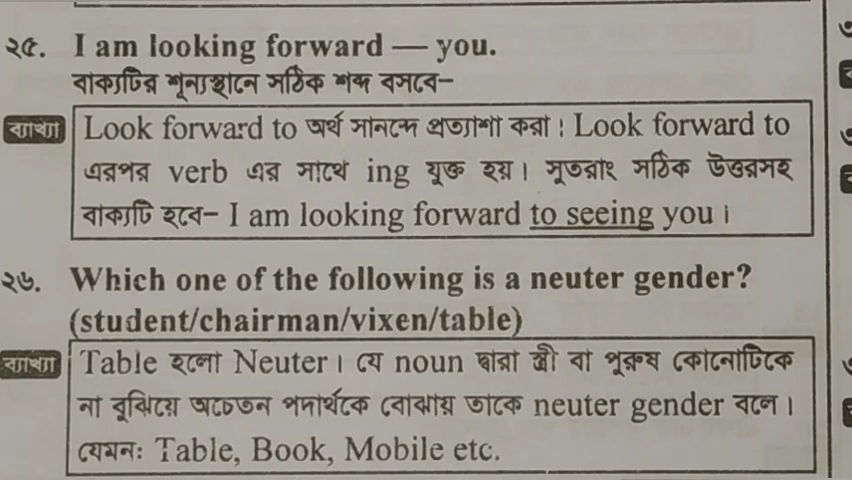 ২৫. I am looking forward — you.
বাক্যটির শূন্যস্থানে সঠিক শব্দ বসবে–
ব্যাখ্যা Look forward to অর্থ সানন্দে প্রত্যাশা করা। Look forward to
এরপর verb এর সাথে ing যুক্ত হয়। সুতরাং সঠিক উত্তরসহ
বাক্যটি হবে– I am looking forward to seeing you।
২৬. Which one of the following is a neuter gender?
(student/chairman/vixen/table)
ব্যাখ্যা Table হলো Neuter। যে noun দ্বারা স্ত্রী বা পুরুষ কোনোটিকে
না বুঝিয়ে অচেতন পদার্থকে বোঝায় তাকে neuter gender বলে।
যেমন: Table, Book, Mobile etc.